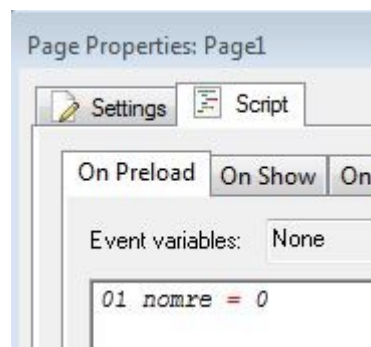 Page Properties: Page1
Settings Script
On Preload On Show On
Event variables: None
01 nomre = 0